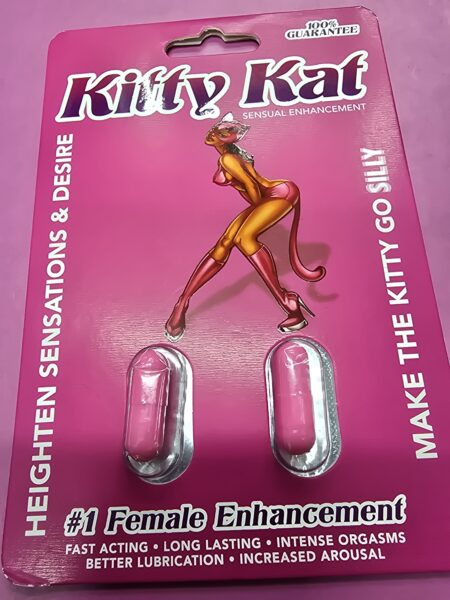 100%
GUARANTEE
Kitty Kat
SENSUAL ENHANCEMENT
HEIGHTEN SENSATIONS & DESIRE
MAKE THE KITTY GO SILLY
#1 Female Enhancement
FAST ACTING • LONG LASTING • INTENSE ORGASMS
BETTER LUBRICATION • INCREASED AROUSAL